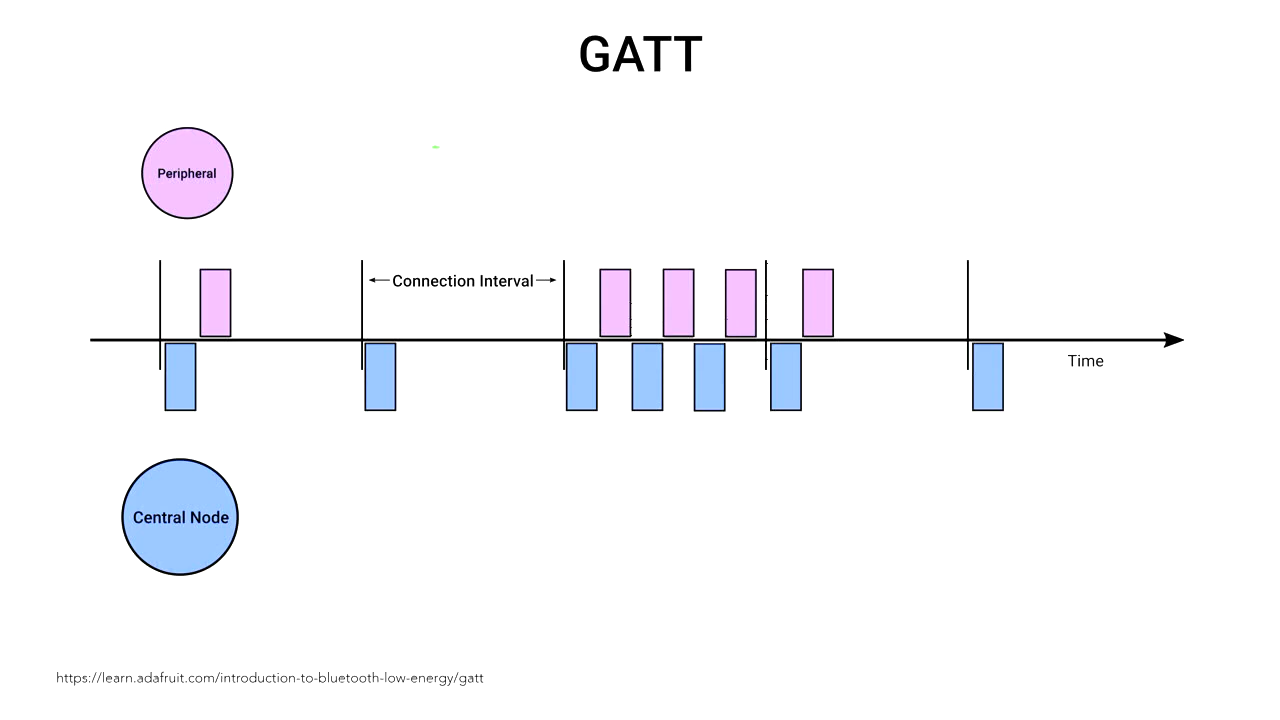 GATT
Peripheral
Connection Interval
Time
Central Node
https://learn.adafruit.com/introduction-to-bluetooth-low-energy/gatt